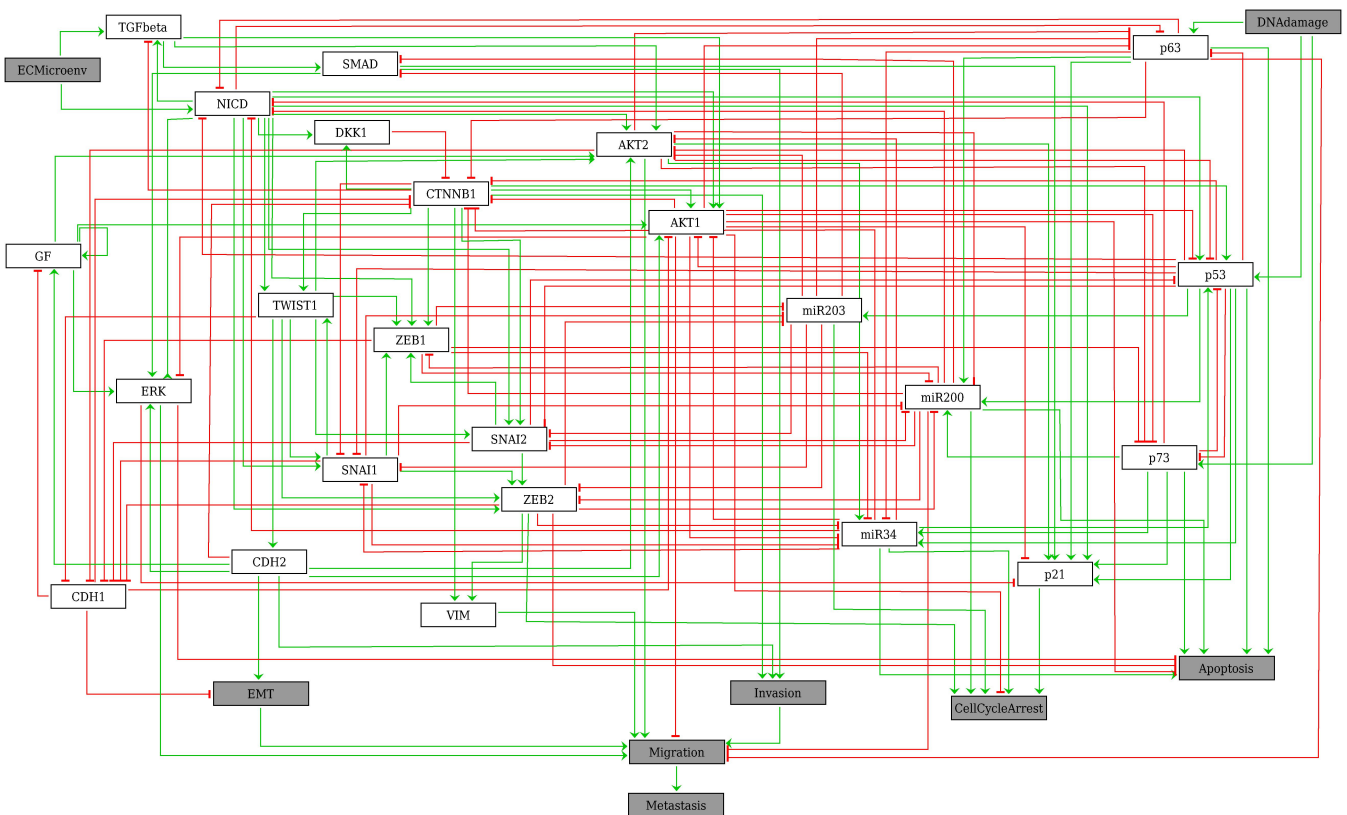 DNAdamage
TGFbeta
p63
SMAD
ECMicroenv
NICD
DKK1
AKT2
CTNNB1
AKT1
GF
p53
TWIST1
miR203
ZEB1
ERK
miR200
SNAI2
p73
SNAI1
ZEB2
miR34
CDH2
p21
CDH1
VIM
Apoptosis
EMT
Invasion
CellCycleArrest
Migration
Metastasis